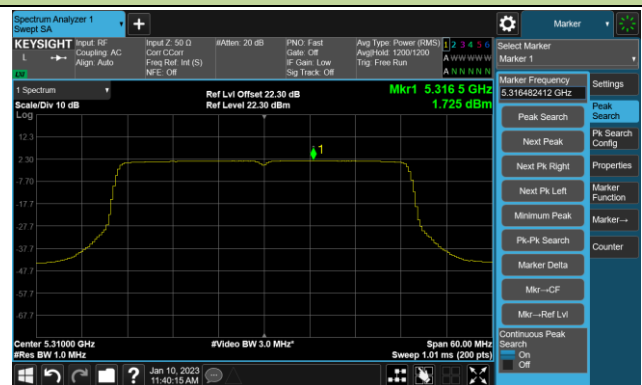 Spectrum Analyzer 1
Swept SA
Marker
KEYSIGHT
L
LXI
Input: RF
Coupling: AC
Align: Auto
Input Z: 50 Ω
Corr CCorr
Freq Ref: Int (S)
NFE: Off
#Atten: 20 dB
PNO: Fast
Gate: Off
IF Gain: Low
Sig Track: Off
Avg Type: Power (RMS)
Avg|Hold: 1200/1200
Trig: Free Run
1 2 3 4 5 6
A W W W W W
A N N N N N
Select Marker
Marker 1
1 Spectrum
Scale/Div 10 dB
Log
Ref Lvl Offset 22.30 dB
Ref Level 22.30 dBm
Mkr1 5.316 5 GHz
1.725 dBm
12.3
2.30
-7.70
-17.7
-27.7
-37.7
-47.7
-57.7
-67.7
1
Center 5.31000 GHz
#Res BW 1.0 MHz
#Video BW 3.0 MHz*
Span 60.00 MHz
Sweep 1.01 ms (200 pts)
Marker Frequency
5.316482412 GHz
Peak Search
Next Peak
Next Pk Right
Next Pk Left
Minimum Peak
Pk-Pk Search
Marker Delta
Mkr→CF
Mkr→Ref Lvl
Continuous Peak
Search
On
Off
Settings
Peak
Search
Pk Search
Config
Properties
Marker
Function
Marker→
Counter
Jan 10, 2023
11:40:15 AM